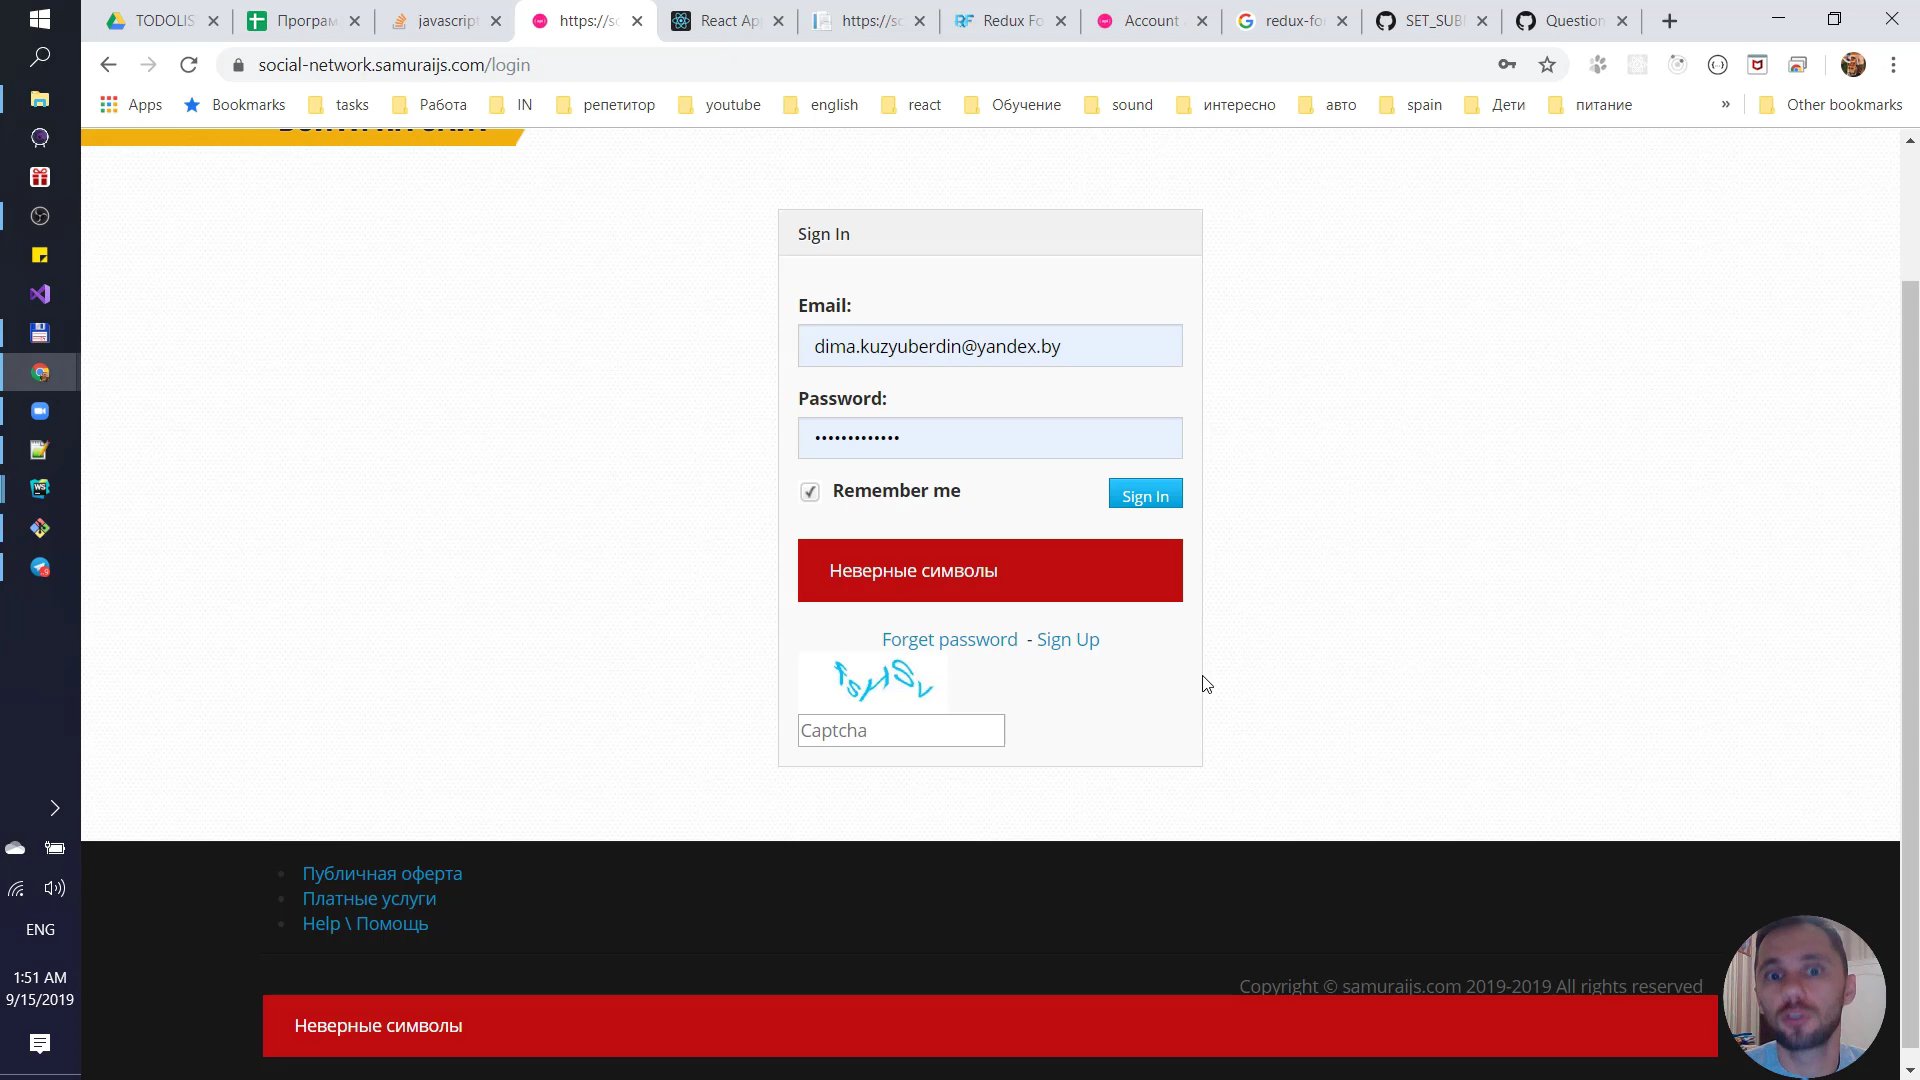 TODOLIS
Програм
javascript
https://so
React Ap
https://so
Redux Fo
Account
redux-fo
SET_SUB
Question
social-network.samuraijs.com/login
Apps
Bookmarks
tasks
Работа
IN
репетитор
youtube
english
react
Обучение
sound
интересно
авто
spain
Дети
питание
»
Other bookmarks
Sign In
Email:
dima.kuzyuberdin@yandex.by
Password:
•••••••••••••
Remember me
Sign In
Неверные символы
Forget password - Sign Up
Captcha
Публичная оферта
Платные услуги
Help \ Помощь
Copyright © samuraijs.com 2019-2019 All rights reserved
Неверные символы
ENG
1:51 AM
9/15/2019